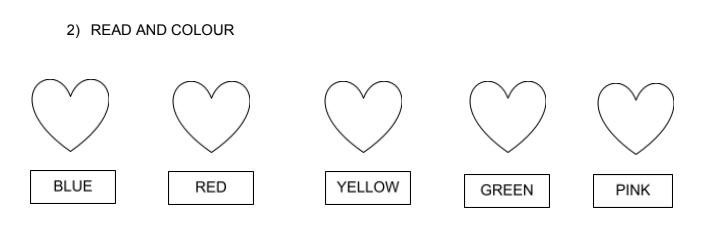 2) READ AND COLOUR
BLUE RED YELLOW GREEN PINK